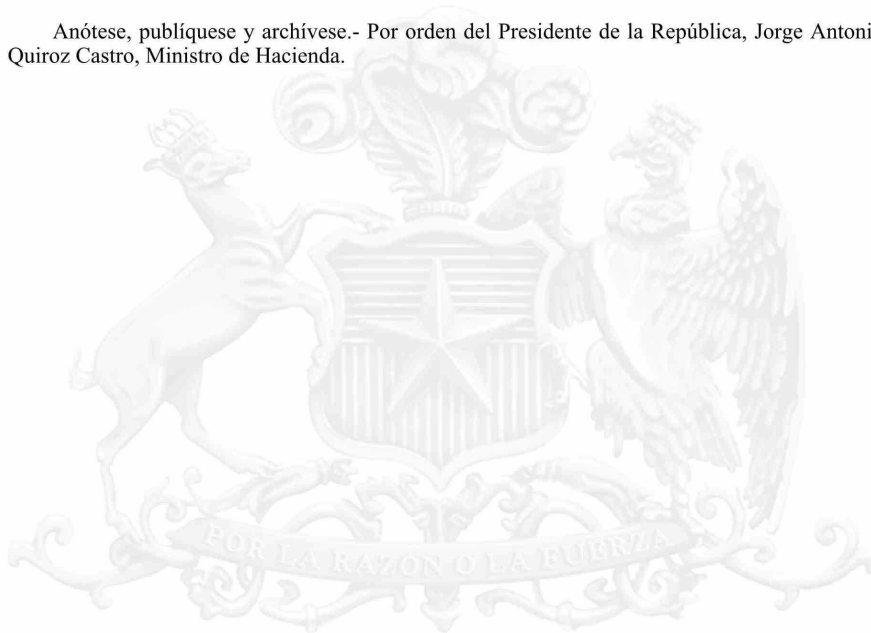 Anótese, publíquese y archívese.- Por orden del Presidente de la República, Jorge Antoni
Quiroz Castro, Ministro de Hacienda.
POR LA RAZON O LA FUERZA